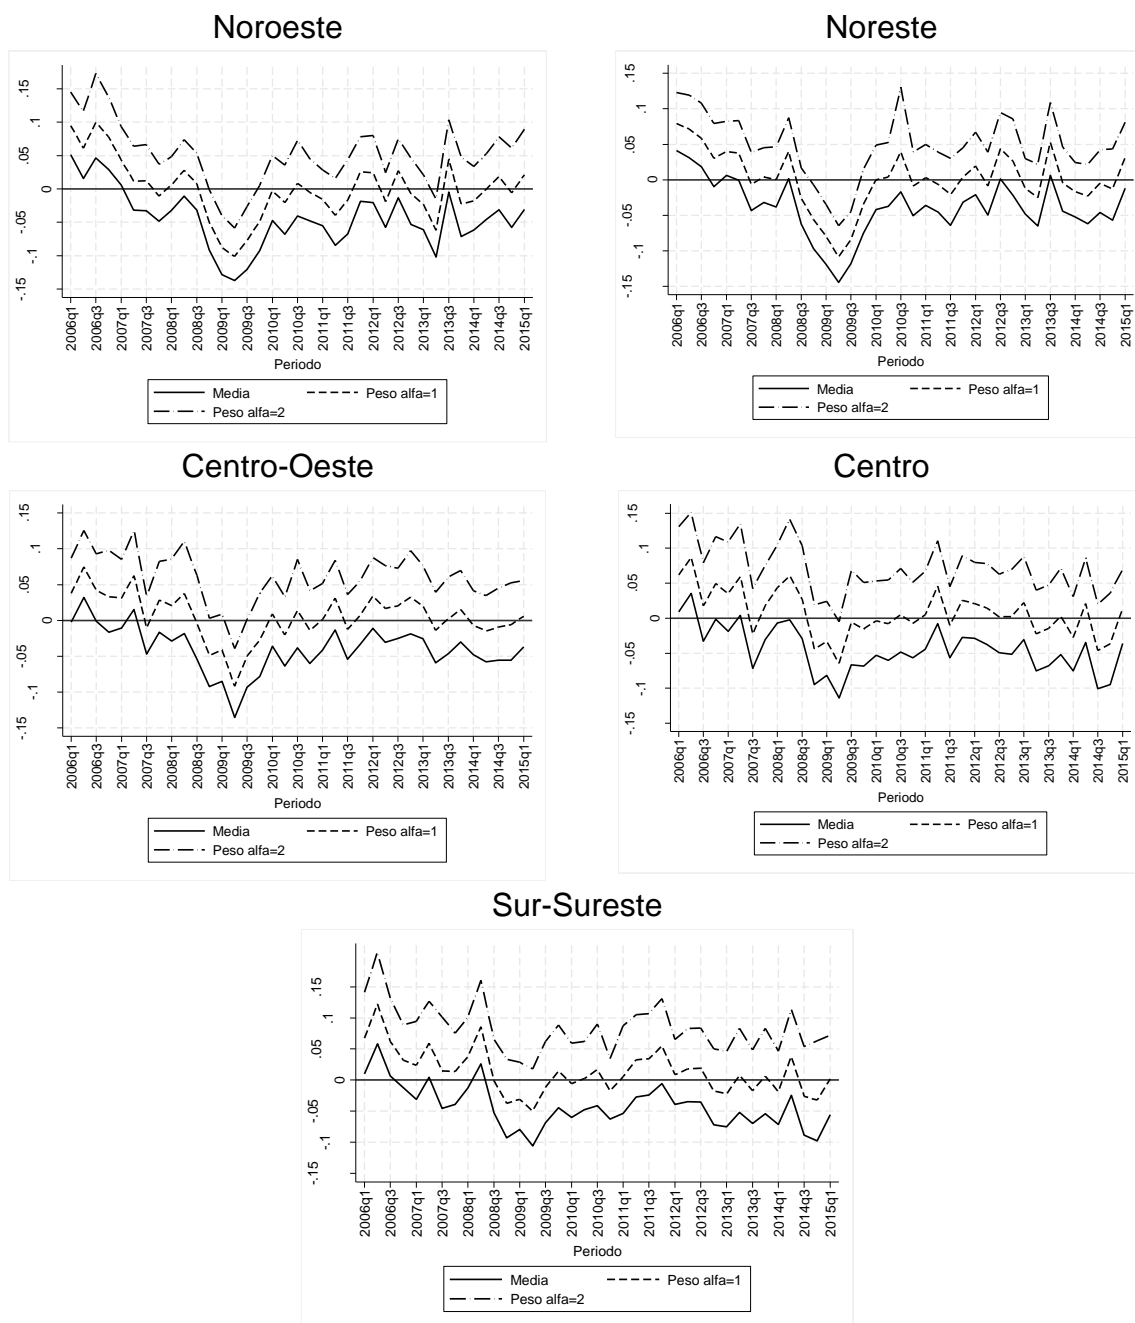 Noroeste
.15
.1
.05
0
-.05
-.1
-.15
2006q1
2006q3
2007q1
2007q3
2008q1
2008q3
2009q1
2009q3
2010q1
2010q3
2011q1
2011q3
2012q1
2012q3
2013q1
2013q3
2014q1
2014q3
2015q1
Periodo
Media Peso alfa=1
Peso alfa=2
Noreste
.15
.1
.05
0
-.05
-.1
-.15
2006q1
2006q3
2007q1
2007q3
2008q1
2008q3
2009q1
2009q3
2010q1
2010q3
2011q1
2011q3
2012q1
2012q3
2013q1
2013q3
2014q1
2014q3
2015q1
Periodo
Media Peso alfa=1
Peso alfa=2
Centro-Oeste
.15
.1
.05
0
-.05
-.1
-.15
2006q1
2006q3
2007q1
2007q3
2008q1
2008q3
2009q1
2009q3
2010q1
2010q3
2011q1
2011q3
2012q1
2012q3
2013q1
2013q3
2014q1
2014q3
2015q1
Periodo
Media Peso alfa=1
Peso alfa=2
Centro
.15
.1
.05
0
-.05
-.1
-.15
2006q1
2006q3
2007q1
2007q3
2008q1
2008q3
2009q1
2009q3
2010q1
2010q3
2011q1
2011q3
2012q1
2012q3
2013q1
2013q3
2014q1
2014q3
2015q1
Periodo
Media Peso alfa=1
Peso alfa=2
Sur-Sureste
.15
.1
.05
0
-.05
-.1
-.15
2006q1
2006q3
2007q1
2007q3
2008q1
2008q3
2009q1
2009q3
2010q1
2010q3
2011q1
2011q3
2012q1
2012q3
2013q1
2013q3
2014q1
2014q3
2015q1
Periodo
Media Peso alfa=1
Peso alfa=2